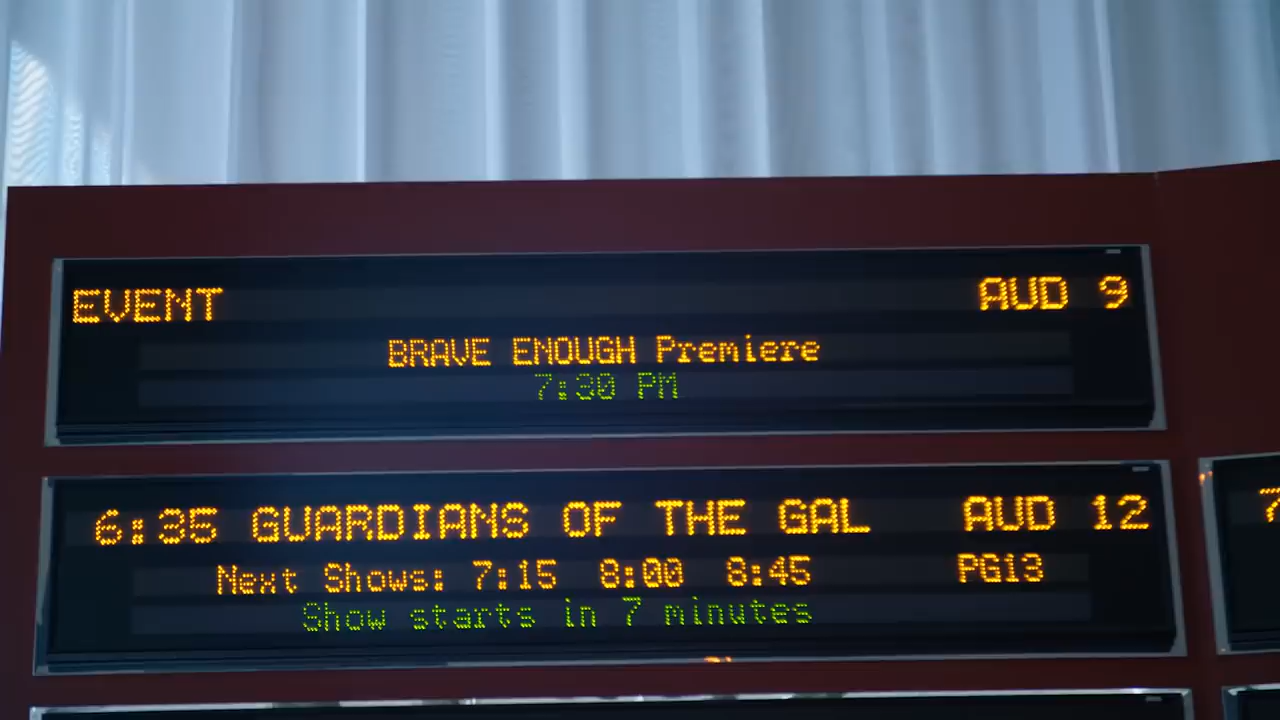 EVENT AUD 9
BRAVE ENOUGH Premiere
7:30 PM
6:35 GUARDIANS OF THE GAL AUD 12
Next Shows: 7:15 8:00 8:45 PG13
Show starts in 7 minutes
7